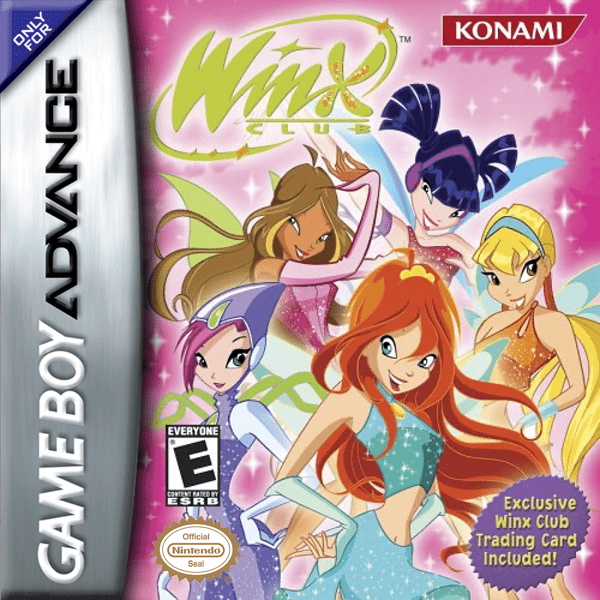 ONLY
FOR
GAME BOY ADVANCE
KONAMI
Winx
TM
CLUB
EVERYONE
E
CONTENT RATED BY
ESRB
Official
Nintendo
Seal
Exclusive
Winx Club
Trading Card
Included!